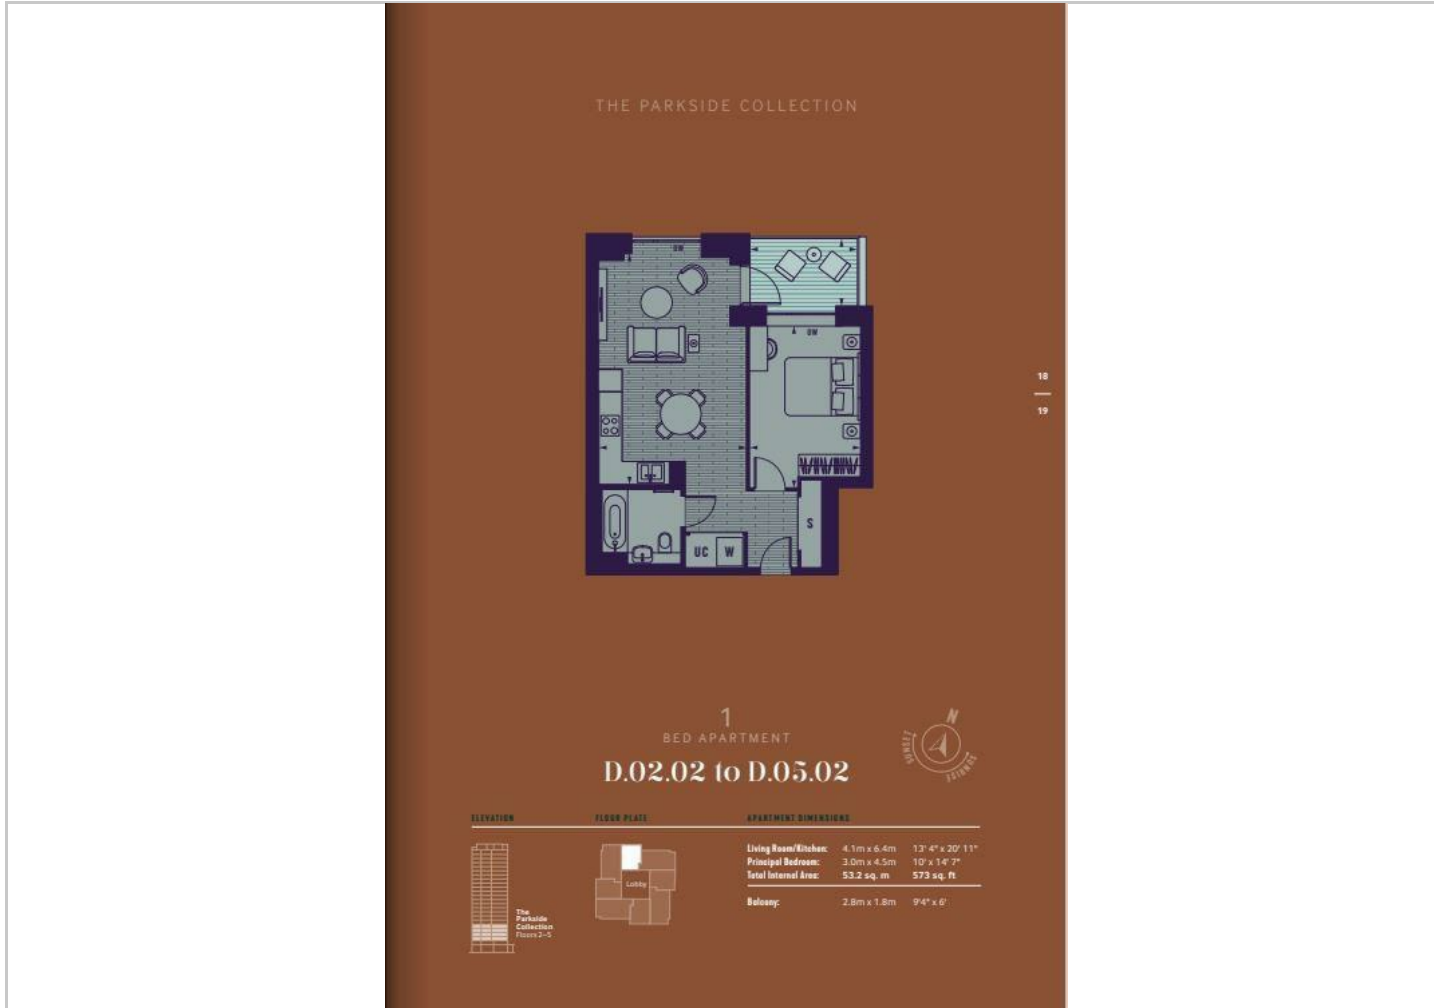 THE PARKSIDE COLLECTION
OW
OW
18
19
S
UC
W
1
BED APARTMENT
D.02.02 to D.05.02
N
SUNSET
SUNRISE
ELEVATION
FLOOR PLATE
APARTMENT DIMENSIONS
The
Parkside
Collection
Floors 2–5
Lobby
Living Room/Kitchen: 4.1m x 6.4m 13' 4" x 20' 11"
Principal Bedroom: 3.0m x 4.5m 10' x 14' 7"
Total Internal Area: 53.2 sq. m 573 sq. ft
Balcony: 2.8m x 1.8m 9'4" x 6'